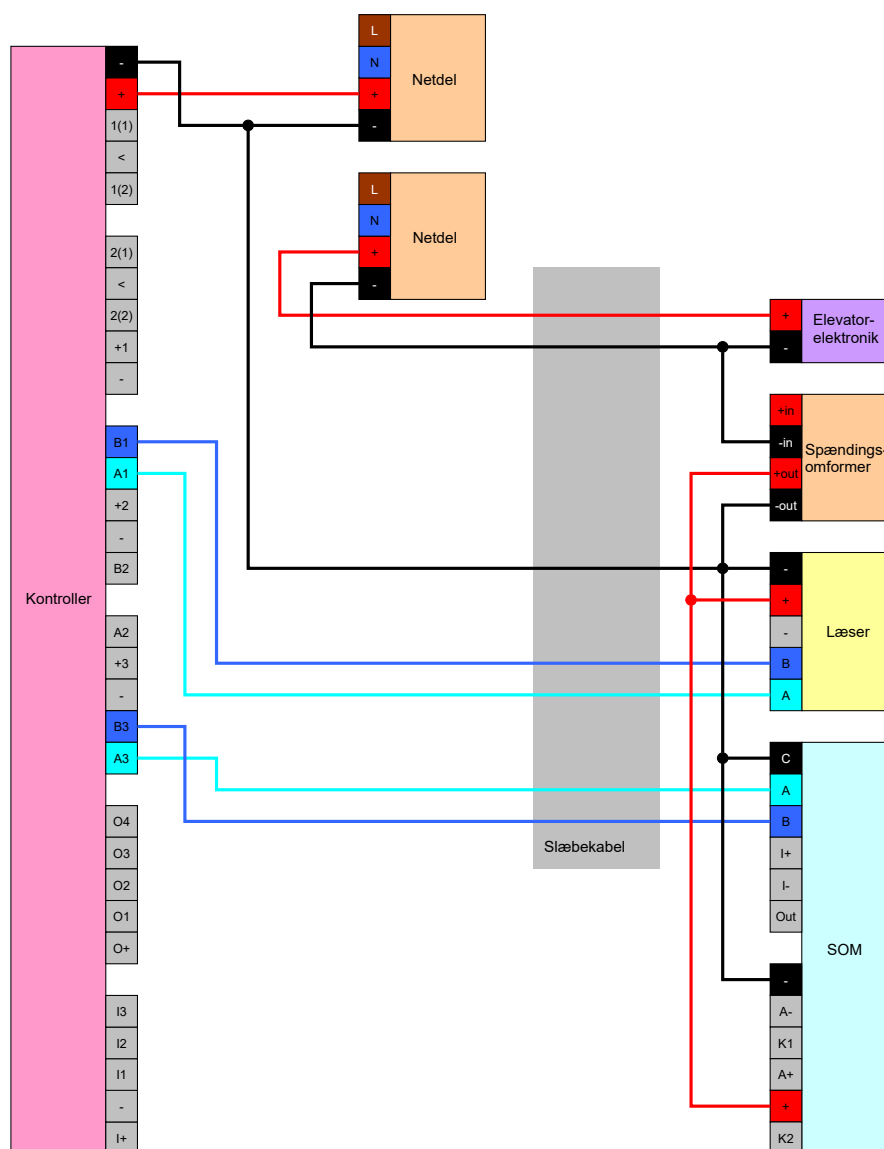 Kontroller
-
+
1(1)
<
1(2)
2(1)
<
2(2)
+1
-
B1
A1
+2
-
B2
A2
+3
-
B3
A3
O4
O3
O2
O1
O+
I3
I2
I1
-
I+
L
N
+
-
Netdel
L
N
+
-
Netdel
Slæbekabel
+
-
Elevator-
elektronik
+in
-in
+out
-out
Spændings-
omformer
-
+
-
B
A
Læser
C
A
B
I+
I-
Out
-
A-
K1
A+
+
K2
SOM